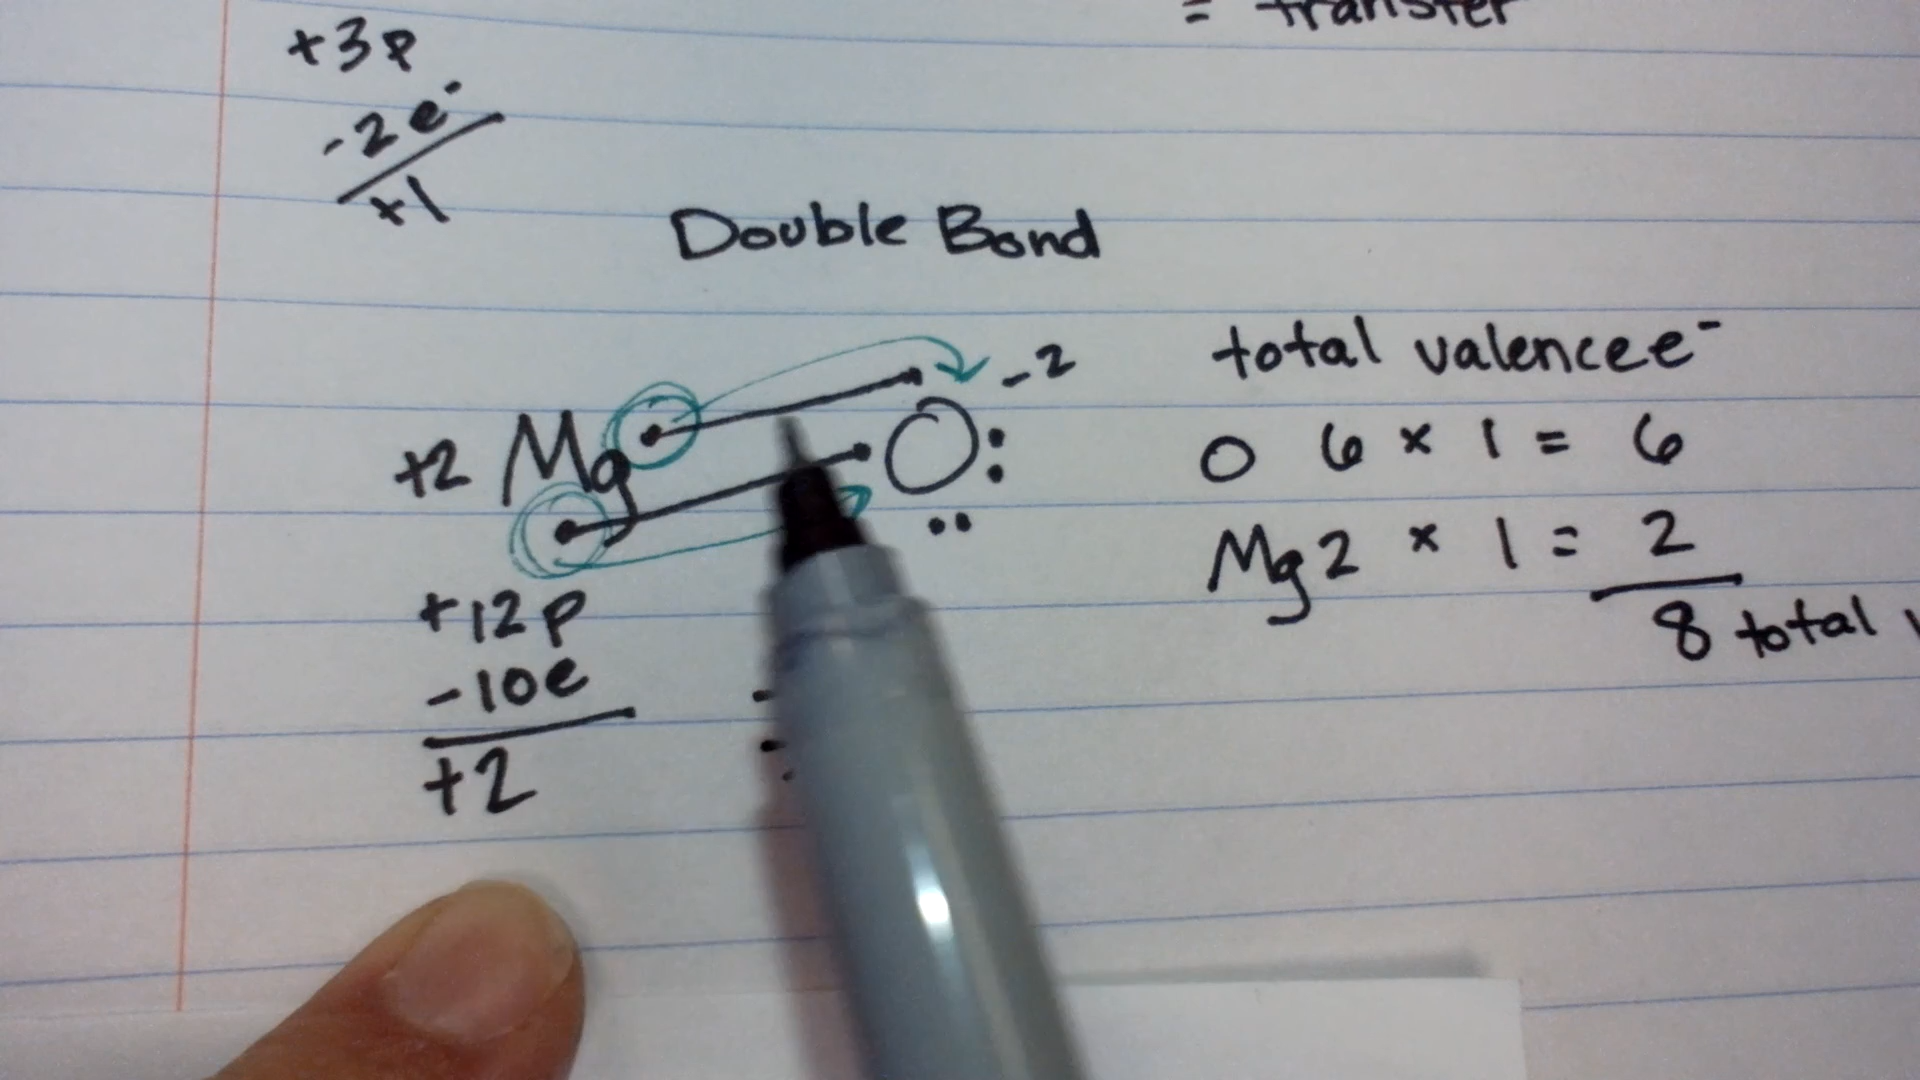 = transfer
+3p
-2e-
+1
Double Bond
+2 Mg O: -2
total valence e-
O 6 x 1 = 6
Mg 2 x 1 = 2
8 total
+12p
-10e
+2